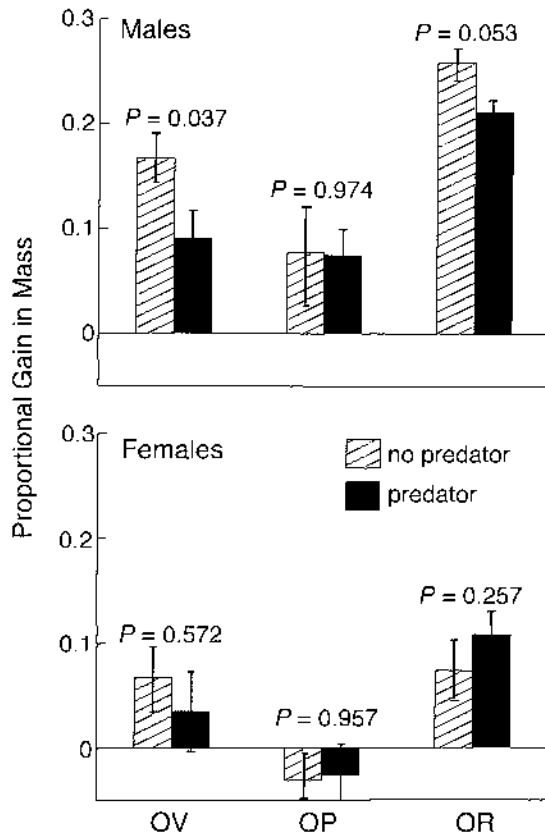 0.3
Males
P = 0.053
P = 0.037
0.2
P = 0.974
0.1
0
Proportional Gain in Mass
0.3
Females
no predator
predator
0.2
P = 0.257
P = 0.572
0.1
P = 0.957
0
OV OP OR